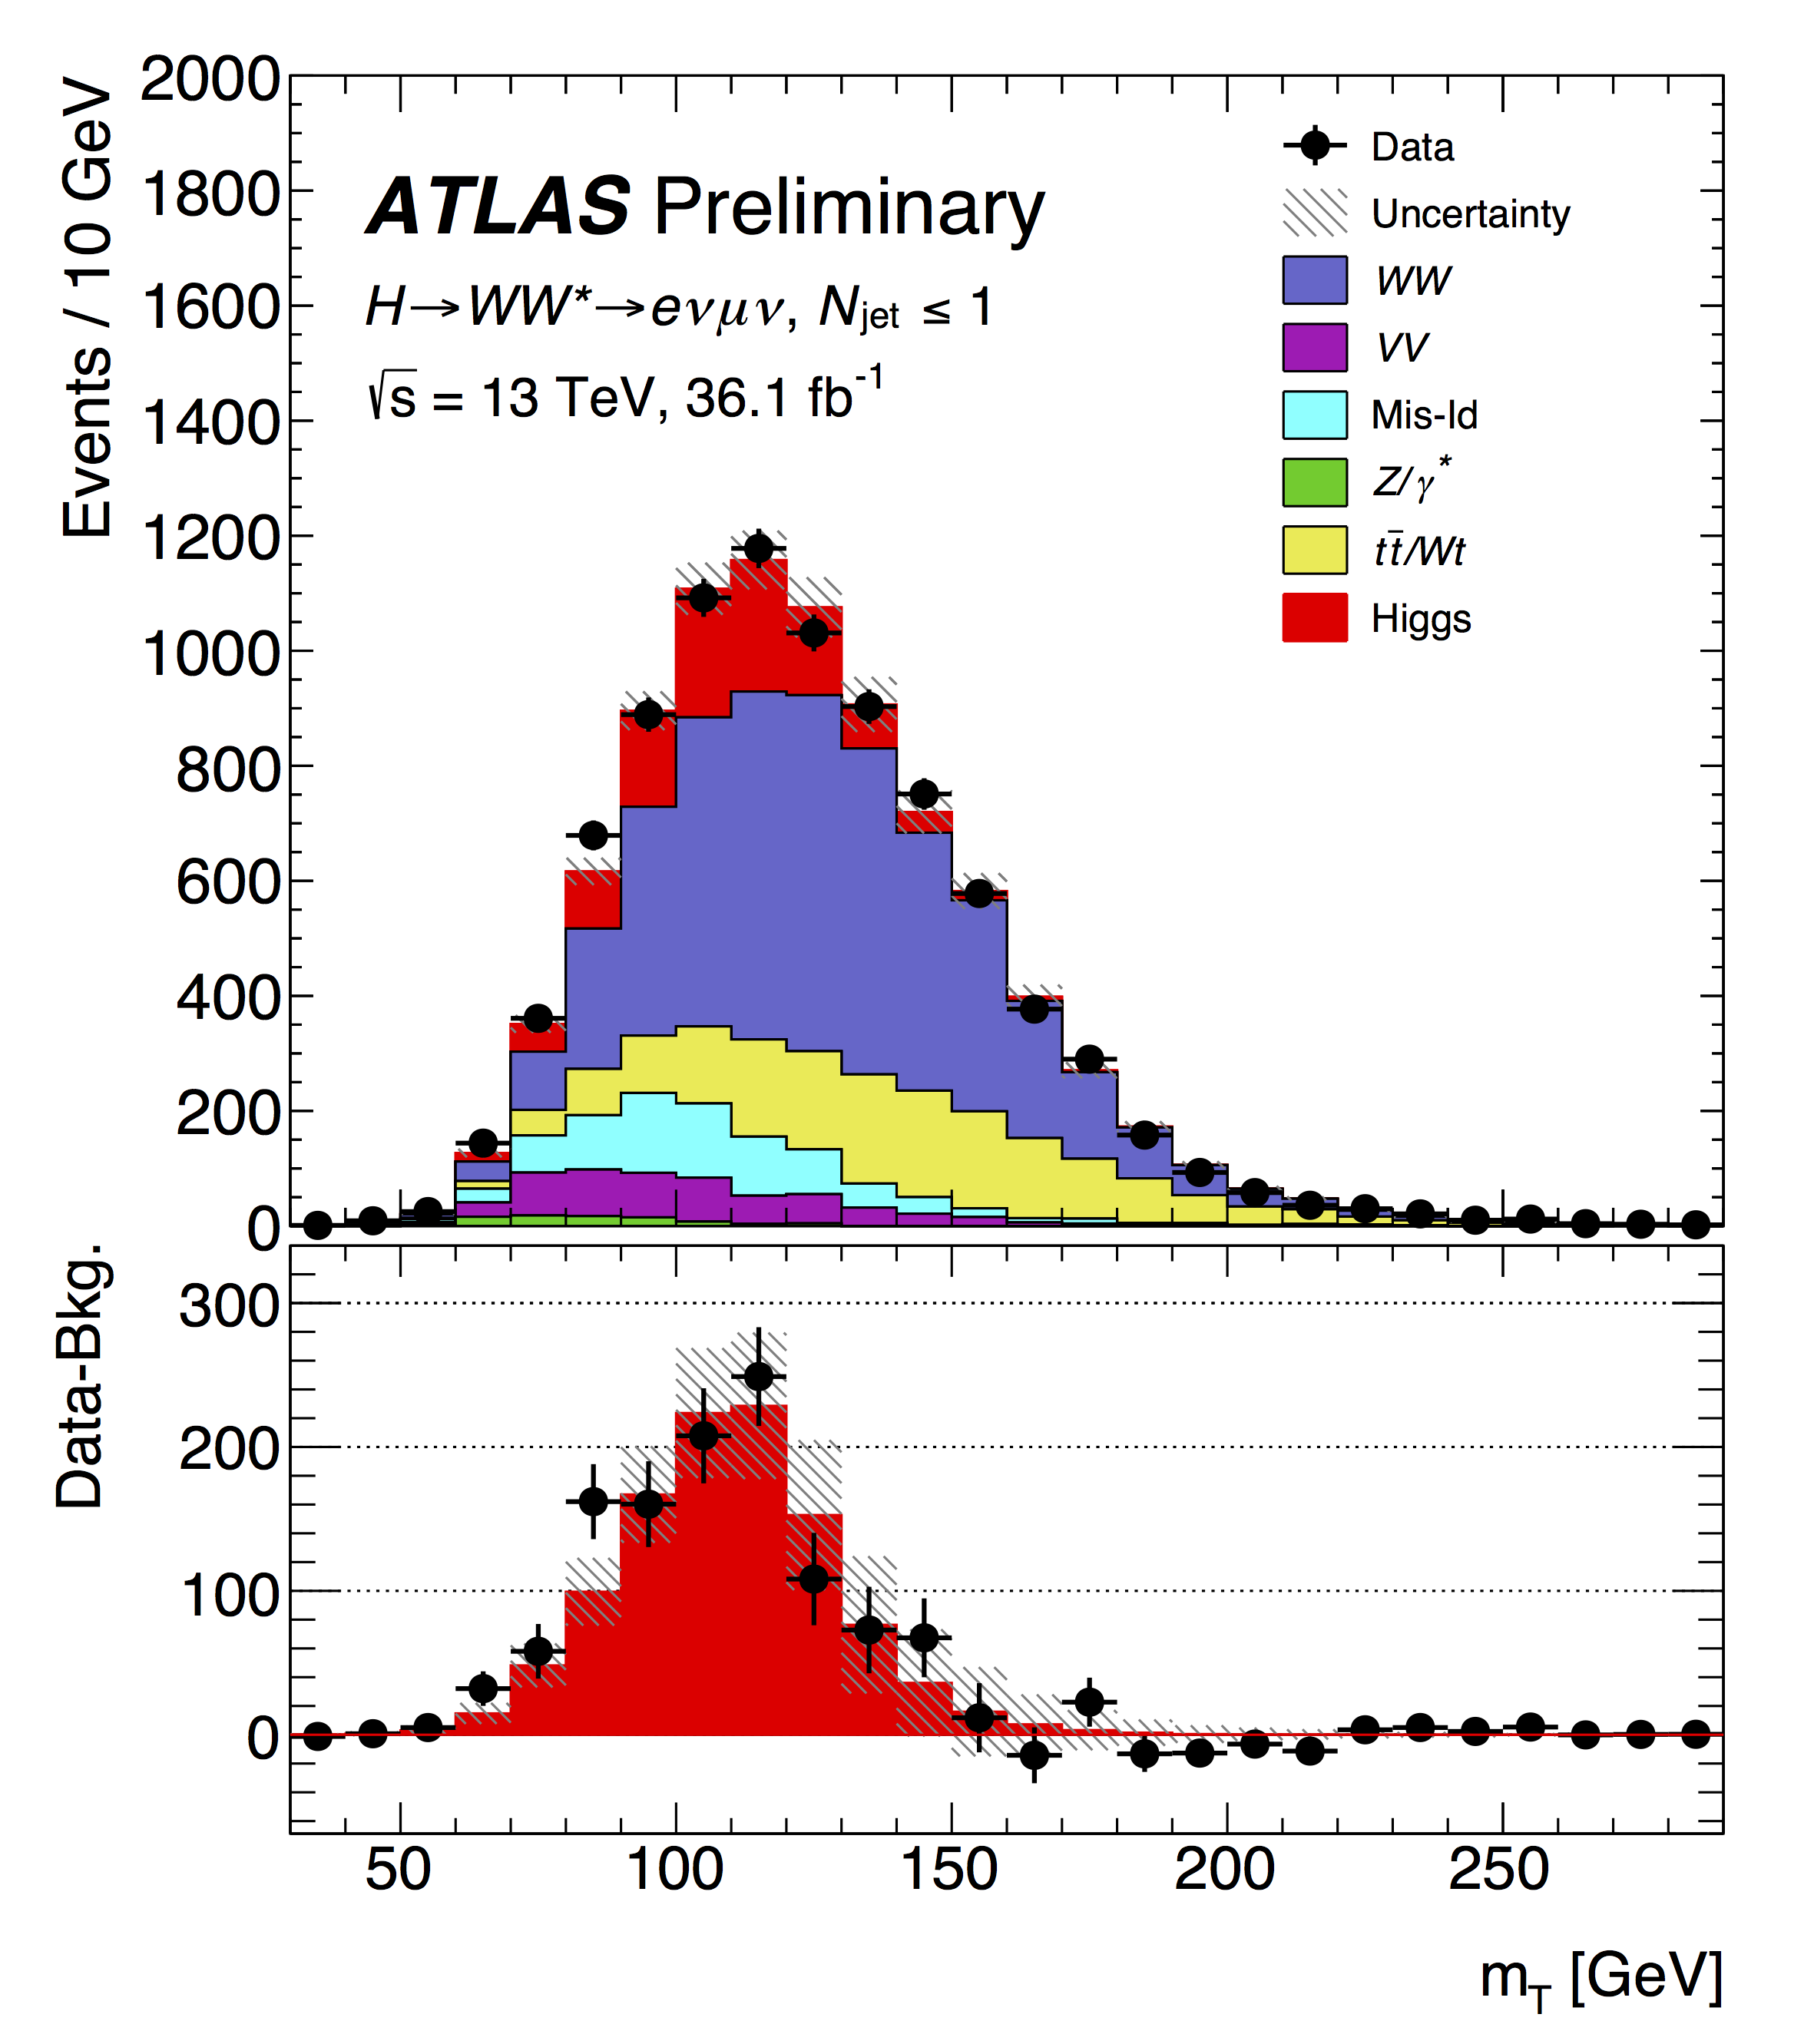 Events / 10 GeV
2000
1800
1600
1400
1200
1000
800
600
400
200
0
ATLAS Preliminary
H→WW*→eνμν, Njet ≤ 1
√s = 13 TeV, 36.1 fb-1
Data
Uncertainty
WW
VV
Mis-Id
Z/γ*
tt̄/Wt
Higgs
Data-Bkg.
300
200
100
0
50 100 150 200 250
mT [GeV]